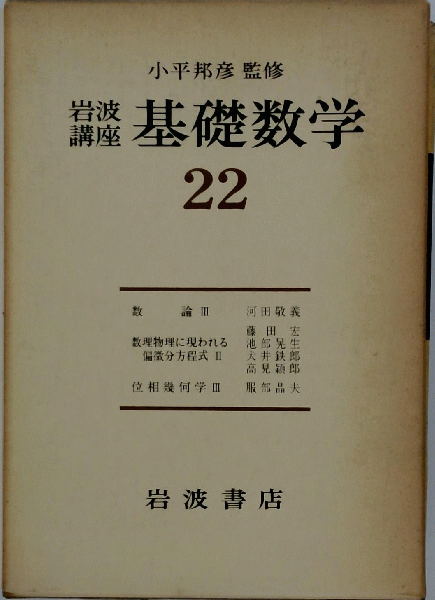 小平邦彦 監修
岩波
講座 基礎数学
22
数論 III 河田敬義
藤田宏
数理物理に現われる 池部晃生
偏微分方程式 II 犬井鉄郎
高見穎郎
位相幾何学 III 服部晶夫
岩波書店